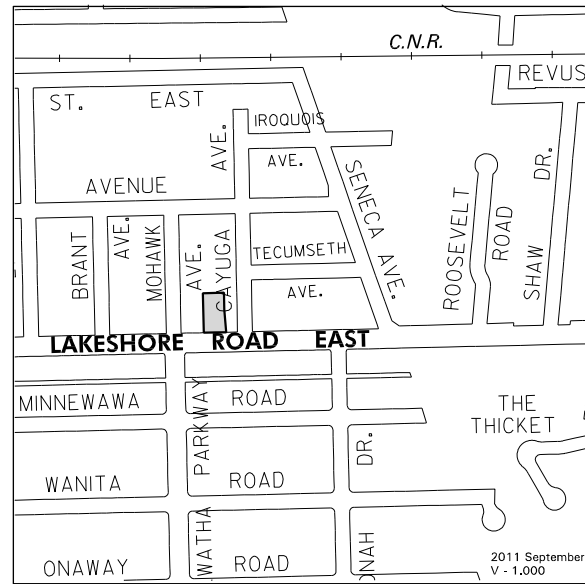 C.N.R.
REVUS
ST. EAST
IROQUOIS
AVE.
AVE.
AVENUE
SENECA AVE.
ROOSEVELT
ROAD
SHAW
DR.
BRANT
AVE.
MOHAWK
AVE.
CAYUGA
TECUMSETH
AVE.
LAKESHORE ROAD EAST
MINNEWAWA ROAD
PARKWAY
THE
THICKET
DR.
WANITA ROAD
WATHA
ONAWAY ROAD
NAH
2011 September
V - 1.000